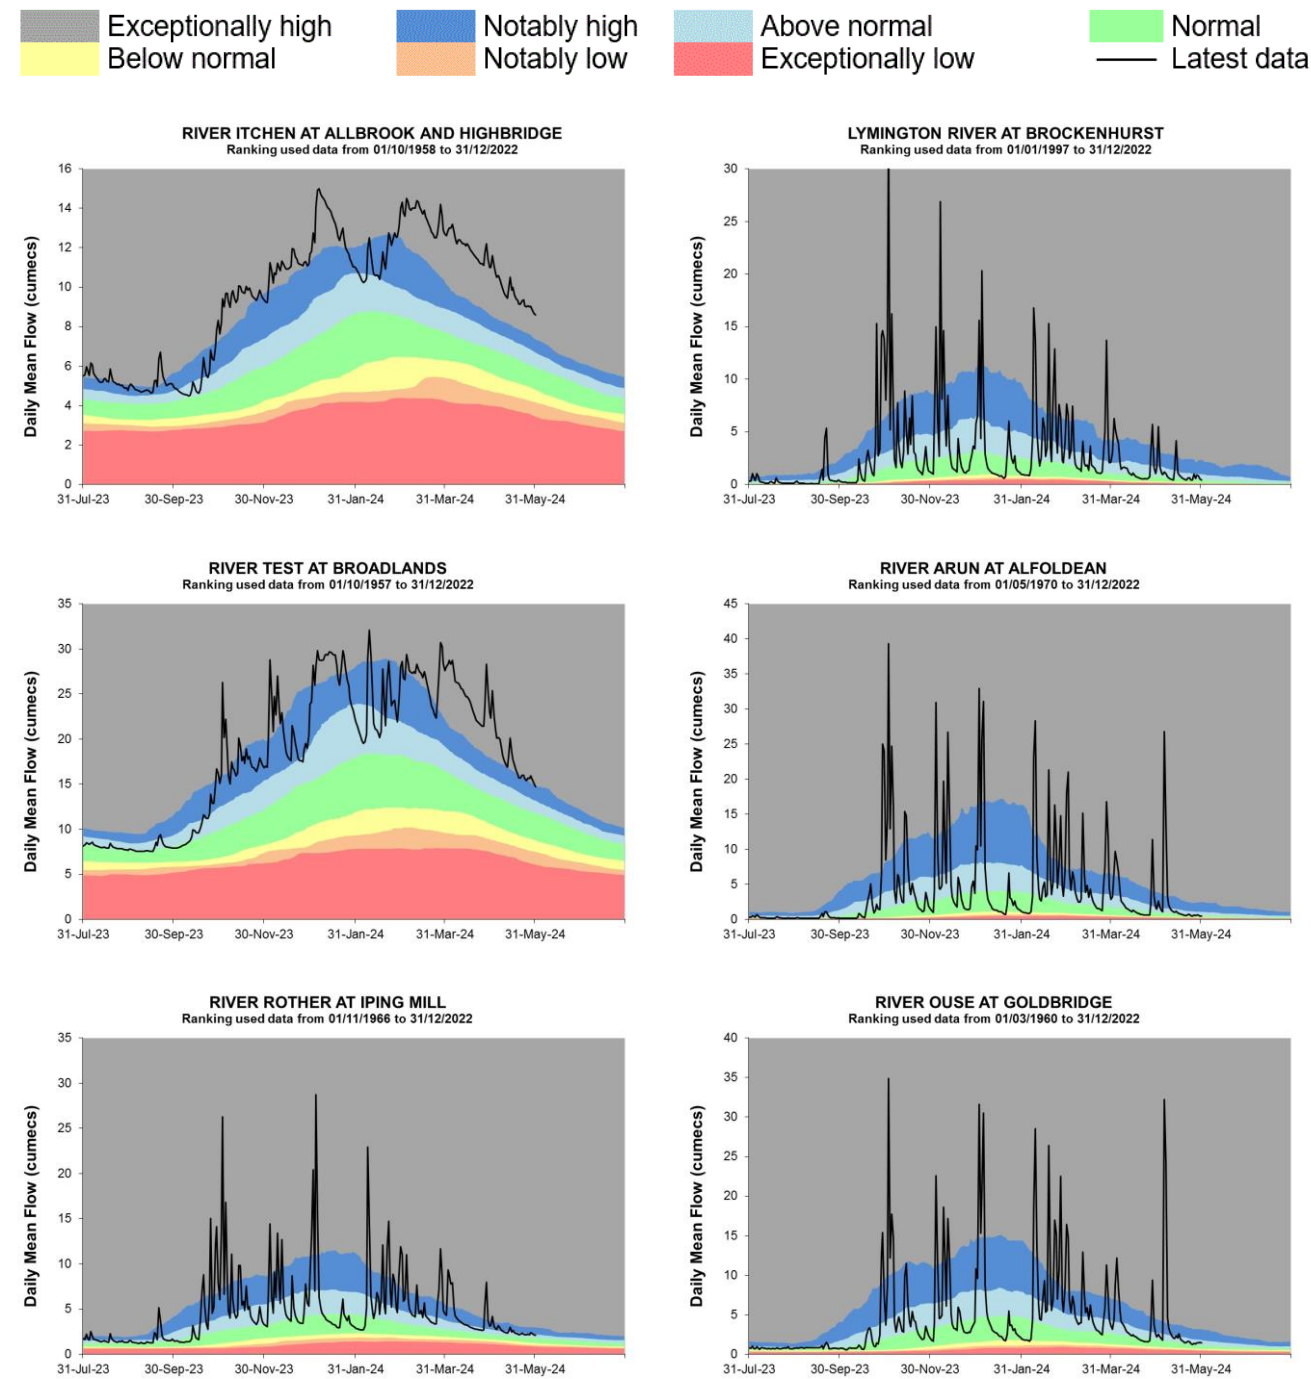 Exceptionally high Notably high Above normal Normal
Below normal Notably low Exceptionally low Latest data
RIVER ITCHEN AT ALLBROOK AND HIGHBRIDGE
Ranking used data from 01/10/1958 to 31/12/2022
Daily Mean Flow (cumecs)
16
14
12
10
8
6
4
2
0
31-Jul-23 30-Sep-23 30-Nov-23 31-Jan-24 31-Mar-24 31-May-24
LYMINGTON RIVER AT BROCKENHURST
Ranking used data from 01/01/1997 to 31/12/2022
Daily Mean Flow (cumecs)
30
25
20
15
10
5
0
31-Jul-23 30-Sep-23 30-Nov-23 31-Jan-24 31-Mar-24 31-May-24
RIVER TEST AT BROADLANDS
Ranking used data from 01/10/1957 to 31/12/2022
Daily Mean Flow (cumecs)
35
30
25
20
15
10
5
0
31-Jul-23 30-Sep-23 30-Nov-23 31-Jan-24 31-Mar-24 31-May-24
RIVER ARUN AT ALFOLDEAN
Ranking used data from 01/05/1970 to 31/12/2022
Daily Mean Flow (cumecs)
45
40
35
30
25
20
15
10
5
0
31-Jul-23 30-Sep-23 30-Nov-23 31-Jan-24 31-Mar-24 31-May-24
RIVER ROTHER AT IPING MILL
Ranking used data from 01/11/1966 to 31/12/2022
Daily Mean Flow (cumecs)
35
30
25
20
15
10
5
0
31-Jul-23 30-Sep-23 30-Nov-23 31-Jan-24 31-Mar-24 31-May-24
RIVER OUSE AT GOLDBRIDGE
Ranking used data from 01/03/1960 to 31/12/2022
Daily Mean Flow (cumecs)
40
35
30
25
20
15
10
5
0
31-Jul-23 30-Sep-23 30-Nov-23 31-Jan-24 31-Mar-24 31-May-24